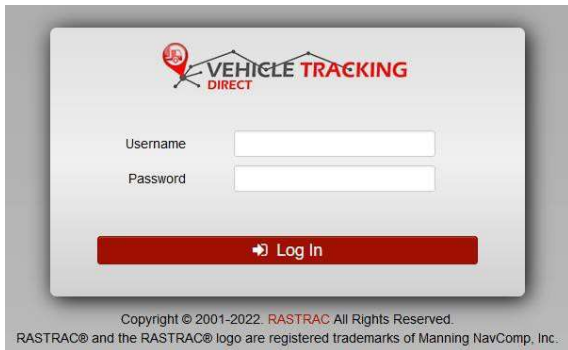 VEHICLE TRACKING
DIRECT
Username
Password
Log In
Copyright © 2001-2022. RASTRAC All Rights Reserved.
RASTRAC® and the RASTRAC® logo are registered trademarks of Manning NavComp, Inc.